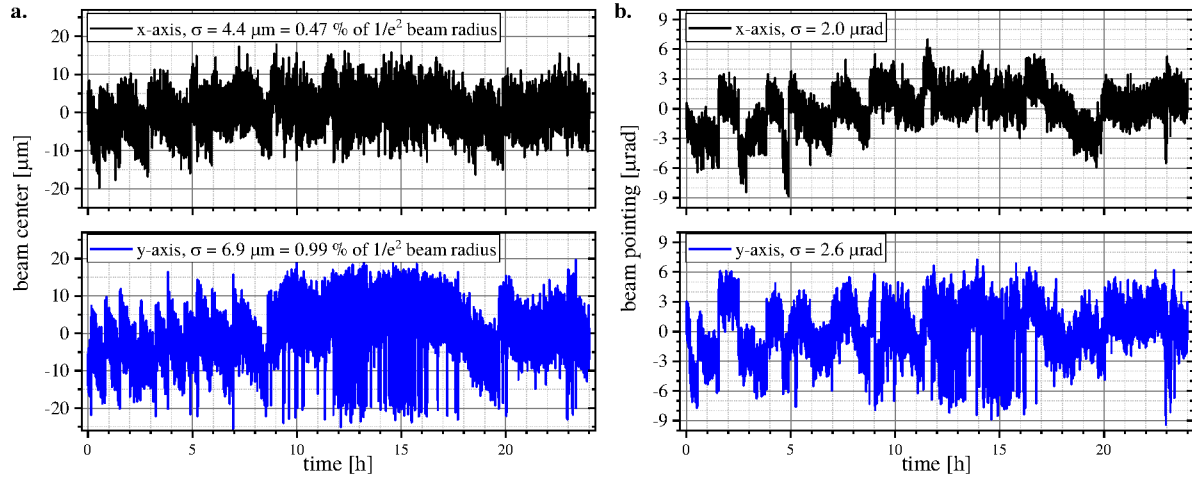 a.
x-axis, σ = 4.4 µm = 0.47 % of 1/e² beam radius
20
10
0
-10
-20
y-axis, σ = 6.9 µm = 0.99 % of 1/e² beam radius
20
10
0
-10
-20
beam center [µm]
0 5 10 15 20
time [h]
b.
x-axis, σ = 2.0 µrad
9
6
3
0
-3
-6
-9
y-axis, σ = 2.6 µrad
9
6
3
0
-3
-6
-9
beam pointing [µrad]
0 5 10 15 20
time [h]